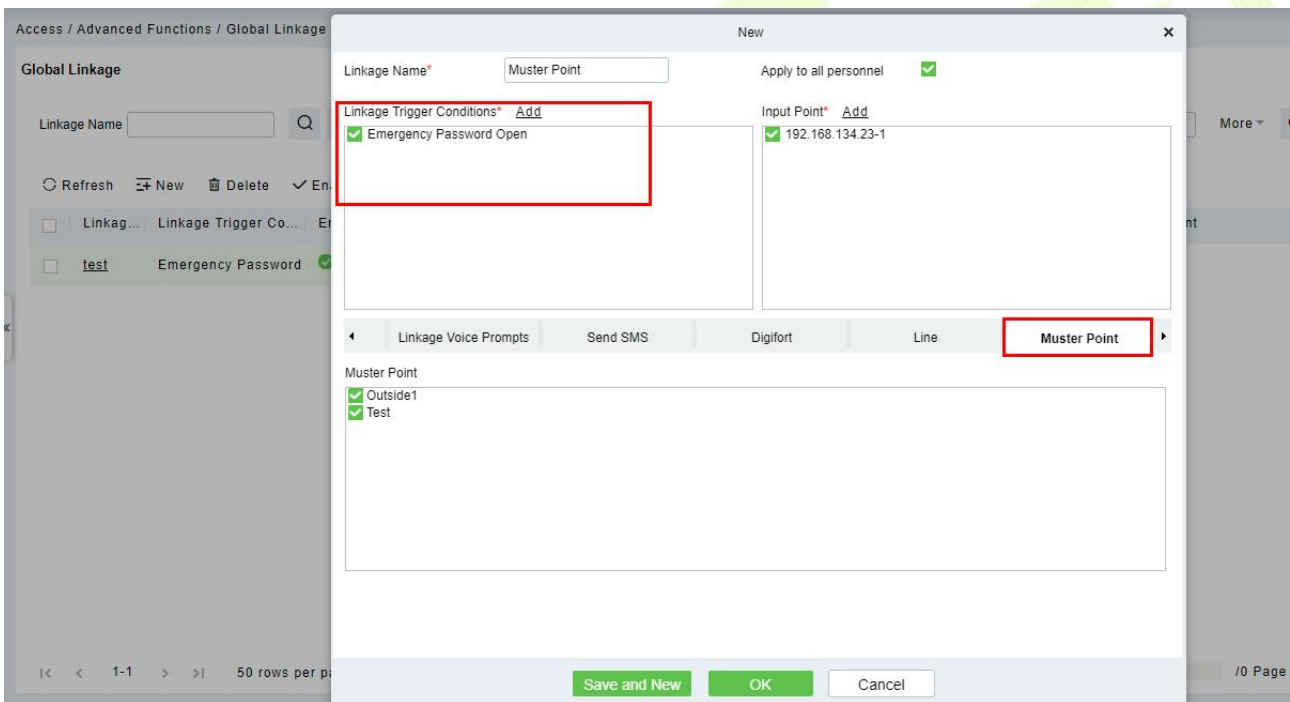 Access / Advanced Functions / Global Linkage
New
Global Linkage
Linkage Name* Muster Point Apply to all personnel
Linkage Trigger Conditions* Add Input Point* Add
Linkage Name More
Emergency Password Open 192.168.134.23-1
Refresh New Delete En
Linkag... Linkage Trigger Co... nt
test Emergency Password
Linkage Voice Prompts Send SMS Digifort Line Muster Point
Muster Point
Outside1
Test
1-1 50 rows per pa /0 Page
Save and New OK Cancel